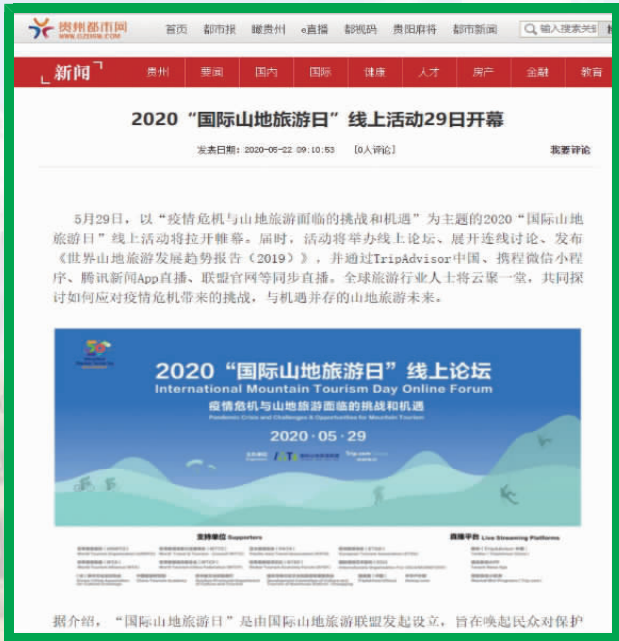 贵州都市网
WWW.GZDSW.COM
首页 都市报 瞰贵州 e直播 都视码 贵阳麻将 都市新闻
新闻 贵州 要闻 国内 国际 健康 人才 房产 金融 教育
2020“国际山地旅游日”线上活动29日开幕
发表日期：2020-05-22 09:10:53 [0人评论] 我要评论
5月29日，以“疫情危机与山地旅游面临的挑战和机遇”为主题的2020“国际山地
旅游日”线上活动将拉开帷幕。届时，活动将举办线上论坛、展开连线讨论、发布
《世界山地旅游发展趋势报告（2019）》，并通过TripAdvisor中国、携程微信小程
序、腾讯新闻App直播、联盟官网等同步直播。全球旅游行业人士将云聚一堂，共同探
讨如何应对疫情危机带来的挑战，与机遇并存的山地旅游未来。
2020“国际山地旅游日”线上论坛
International Mountain Tourism Day Online Forum
疫情危机与山地旅游面临的挑战和机遇
Pandemic Crisis and Challenges & Opportunities for Mountain Tourism
2020·05·29
支持单位 Supporters 直播平台 Live Streaming Platforms
据介绍，“国际山地旅游日”是由国际山地旅游联盟发起设立，旨在唤起民众对保护